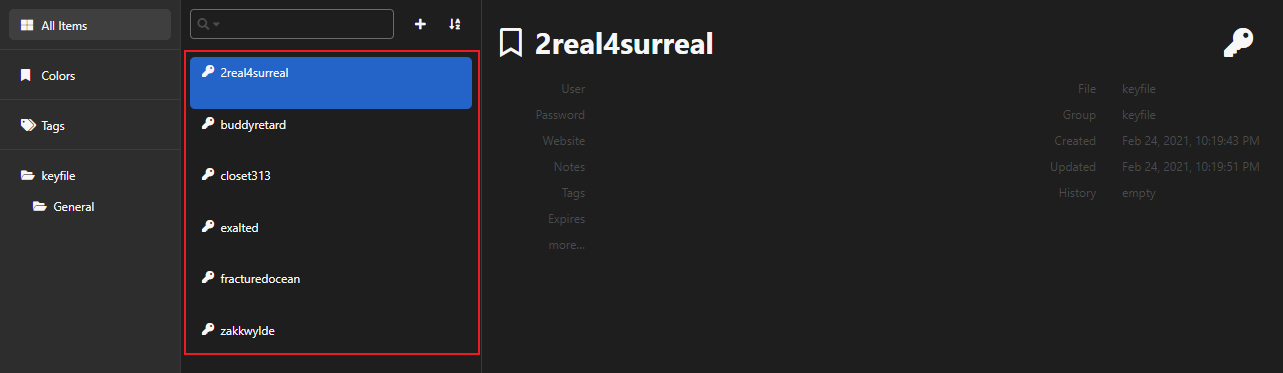 All Items
Colors
Tags
keyfile
General
2real4surreal
buddyretard
closet313
exalted
fracturedocean
zakkwylde
2real4surreal
User
Password
Website
Notes
Tags
Expires
more...
File keyfile
Group keyfile
Created Feb 24, 2021, 10:19:43 PM
Updated Feb 24, 2021, 10:19:51 PM
History empty